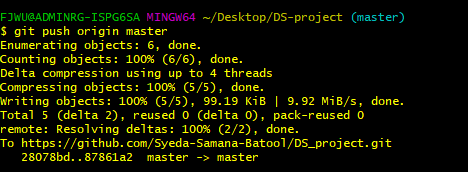 FJWU@ADMINRG-ISPG6SA MINGW64 ~/Desktop/DS-project (master)
$ git push origin master
Enumerating objects: 6, done.
Counting objects: 100% (6/6), done.
Delta compression using up to 4 threads
Compressing objects: 100% (5/5), done.
Writing objects: 100% (5/5), 99.19 KiB | 9.92 MiB/s, done.
Total 5 (delta 2), reused 0 (delta 0), pack-reused 0
remote: Resolving deltas: 100% (2/2), done.
To https://github.com/Syeda-Samana-Batool/DS_project.git
   28078bd..87861a2  master -> master